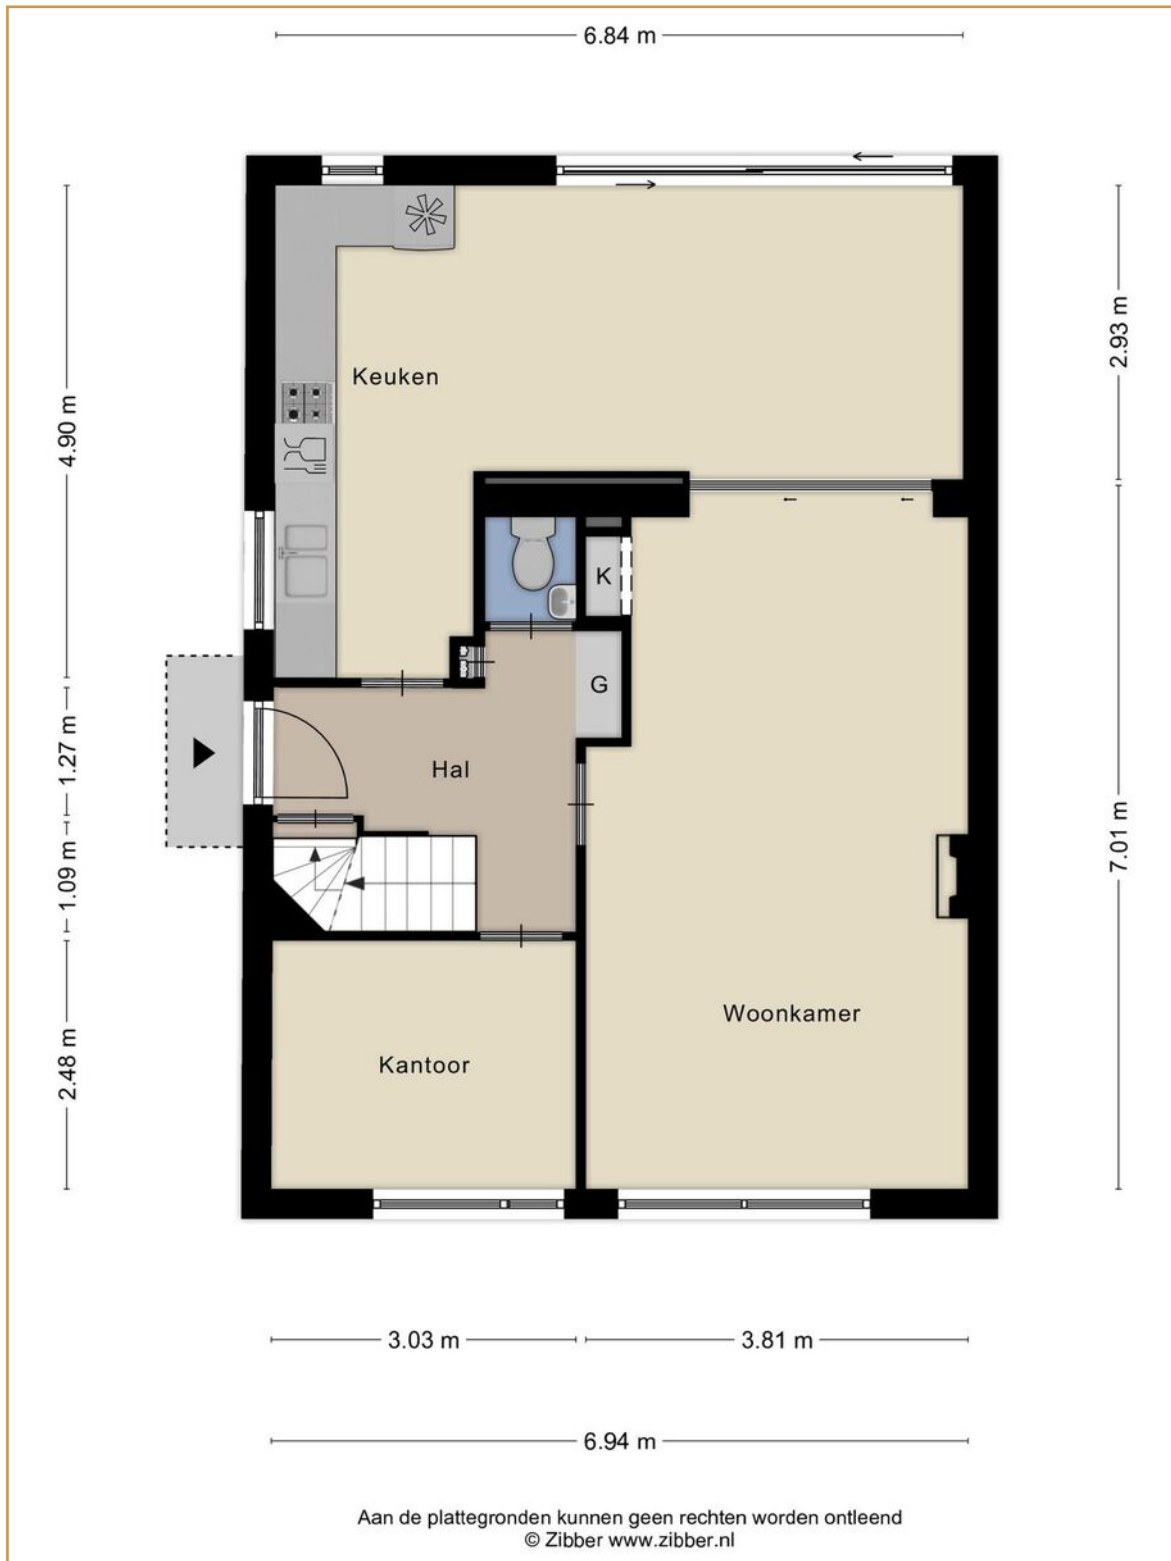 6.84 m
4.90 m
2.93 m
Keuken
K
G
1.27 m
Hal
1.09 m
7.01 m
Woonkamer
2.48 m
Kantoor
3.03 m
3.81 m
6.94 m
Aan de plattegronden kunnen geen rechten worden ontleend
© Zibber www.zibber.nl